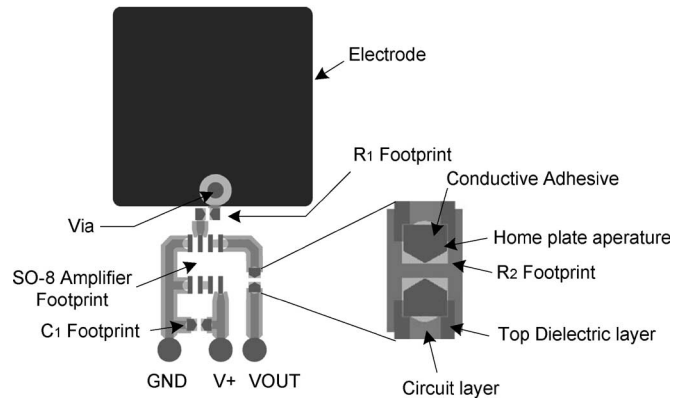 Electrode
R1 Footprint
Conductive Adhesive
Via
Home plate aperature
SO-8 Amplifier
Footprint
R2 Footprint
C1 Footprint
Top Dielectric layer
GND V+ VOUT
Circuit layer